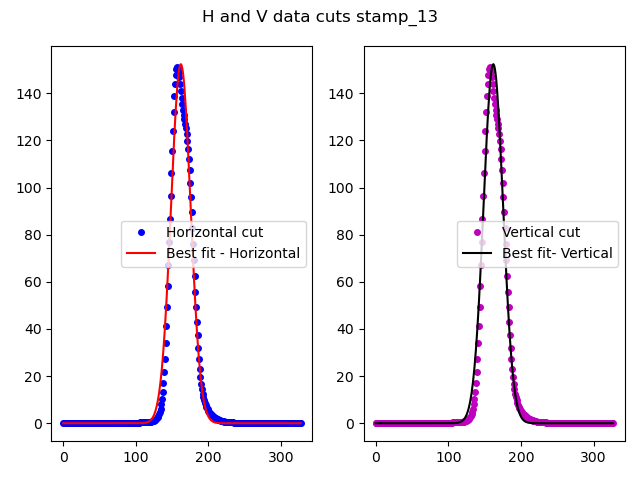 H and V data cuts stamp_13
140
120
100
80
60
40
20
0
0 100 200 300
Horizontal cut
Best fit - Horizontal
140
120
100
80
60
40
20
0
0 100 200 300
Vertical cut
Best fit- Vertical